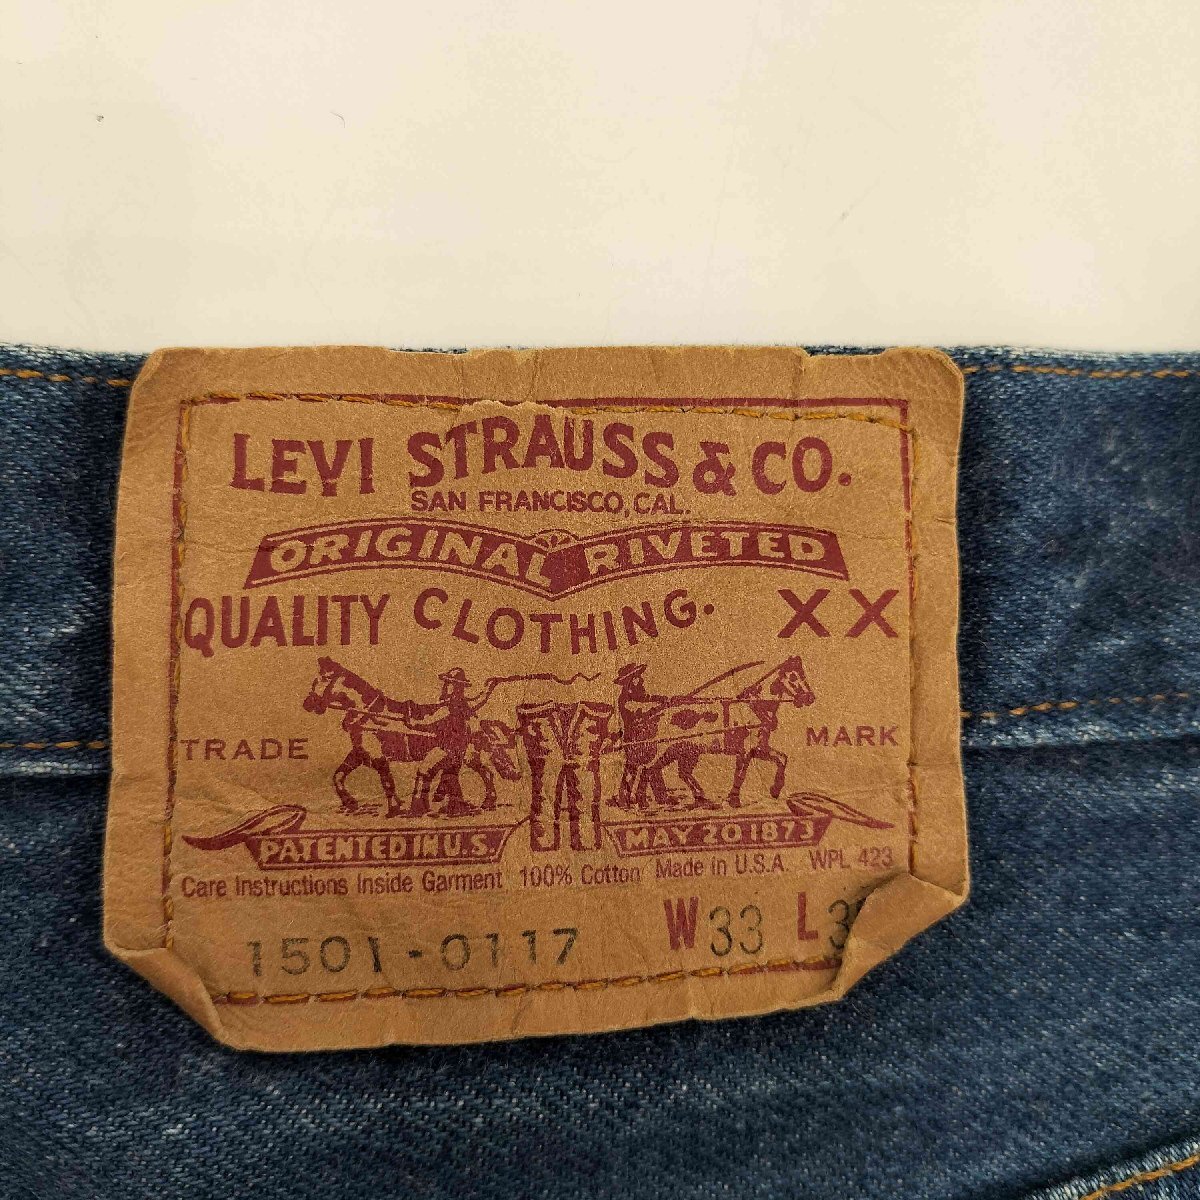 LEVI STRAUSS & CO.
SAN FRANCISCO, CAL.
ORIGINAL RIVETED
QUALITY CLOTHING. XX
TRADE MARK
PATENTED IN U.S. MAY 20 1873
Care Instructions Inside Garment 100% Cotton Made in U.S.A. WPL 423
1501-0117 W33 L